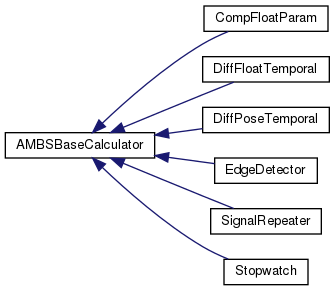 CompFloatParam
DiffFloatTemporal
DiffPoseTemporal
AMBSBaseCalculator
EdgeDetector
SignalRepeater
Stopwatch